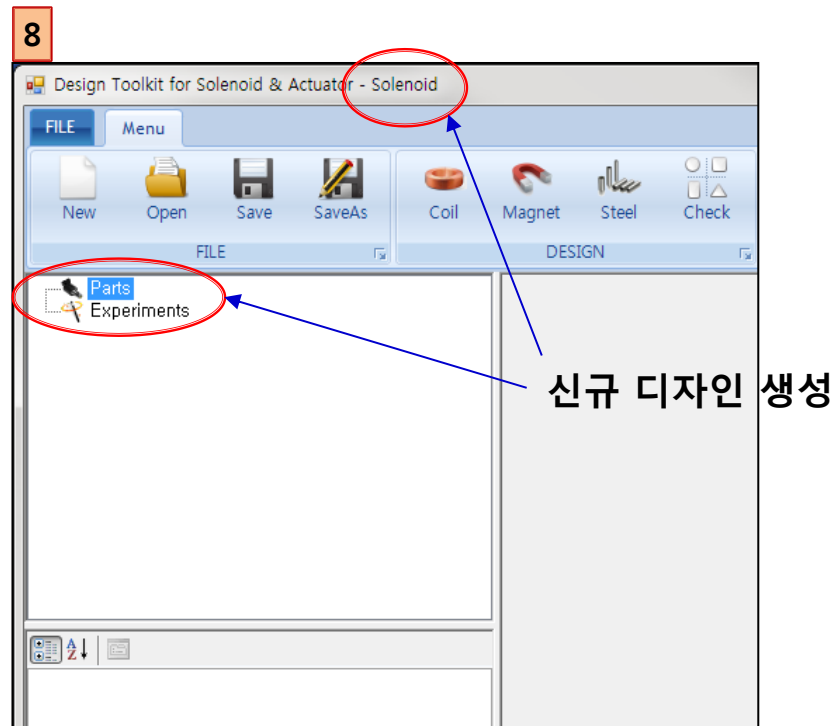 8
Design Toolkit for Solenoid & Actuator - Solenoid
FILE Menu
New Open Save SaveAs Coil Magnet Steel Check
FILE DESIGN
Parts
Experiments
신규 디자인 생성
A Z